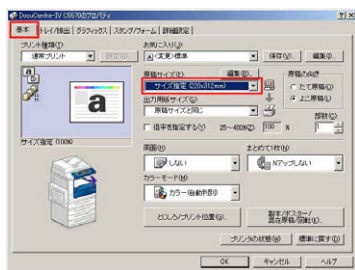 DocuCentre-IV C5570のプロパティ
基本 トレイ/排出 グラフィックス スタンプ/フォーム 詳細設定
プリント種類(T)
通常プリント
設定(S)
お気に入り(J)
<変更>標準
保存(V)
編集()
原稿サイズ(E)
編集(B)
サイズ指定 (220x312mm)
原稿の向き
たて原稿(Q)
よこ原稿(L)
出力用紙サイズ(G)
原稿サイズと同じ
部数(C)
倍率を指定する(Y) 25～400%(Z) 100 % 1
a
サイズ指定 (100%)
両面(H)
しない
まとめて1枚(N)
Nアップしない
カラーモード(M)
カラー(自動判別)
とじしろ/プリント位置(G)
製本/ポスター/
混在原稿/回転(K)
プリンタの状態(W)
標準に戻す(D)
OK
キャンセル
ヘルプ